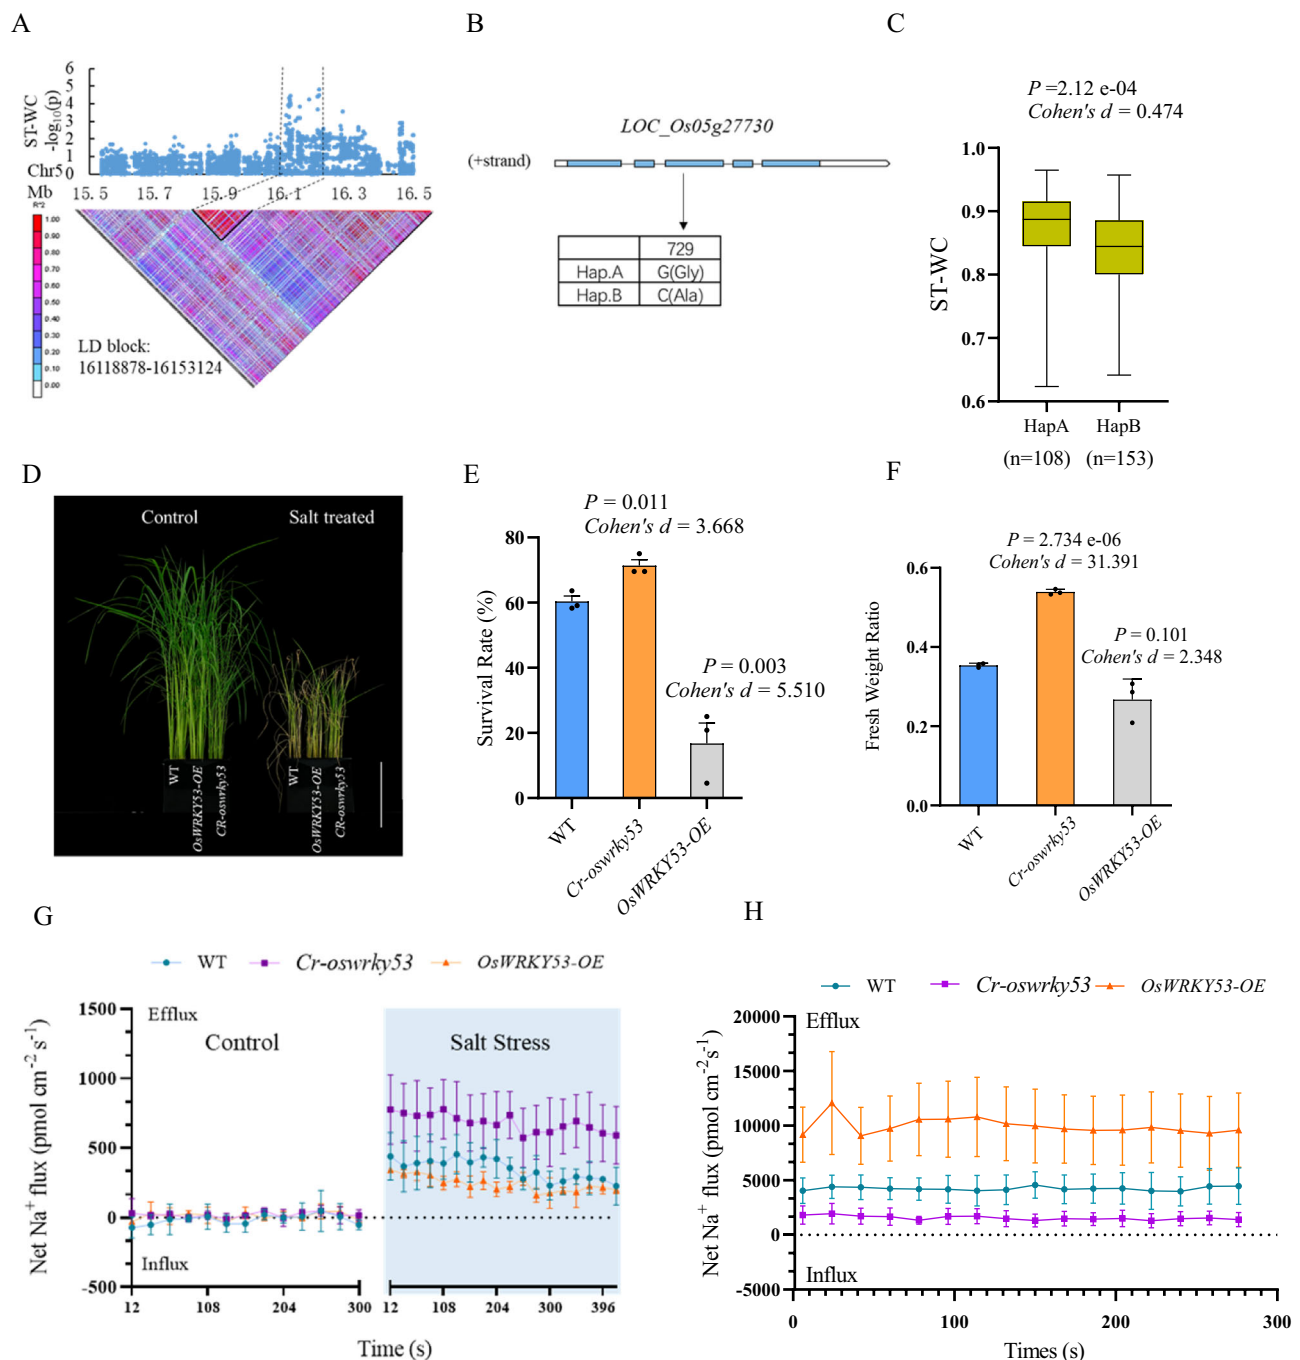 A
6
5
4
3
2
1
0
ST-WC
-log10(p)
Chr5
15.5 15.7 15.9 16.1 16.3 16.5
Mb
R^2
1.00
0.90
0.80
0.70
0.60
0.50
0.40
0.30
0.20
0.10
0.00
LD block:
16118878-16153124
B
LOC_Os05g27730
(+strand)
729
Hap.A G(Gly)
Hap.B C(Ala)
C
P =2.12 e-04
Cohen's d = 0.474
1.0
0.9
0.8
0.7
0.6
ST-WC
HapA HapB
(n=108) (n=153)
D
Control Salt treated
WT
OsWRKY53-OE
CR-oswrky53
WT
OsWRKY53-OE
CR-oswrky53
E
P = 0.011
Cohen's d = 3.668
P = 0.003
Cohen's d = 5.510
80
60
40
20
0
Survival Rate (%)
WT
Cr-oswrky53
OsWRKY53-OE
F
P = 2.734 e-06
Cohen's d = 31.391
P = 0.101
Cohen's d = 2.348
0.6
0.4
0.2
0.0
Fresh Weight Ratio
WT
Cr-oswrky53
OsWRKY53-OE
G
WT Cr-oswrky53 OsWRKY53-OE
1500
1000
500
0
-500
Net Na+ flux (pmol cm-2 s-1)
Efflux
Control
Salt Stress
Influx
12 108 204 300
12 108 204 300 396
Time (s)
H
WT Cr-oswrky53 OsWRKY53-OE
20000
15000
10000
5000
0
-5000
Net Na+ flux (pmol cm-2s-1)
Efflux
Influx
0 100 200 300
Times (s)